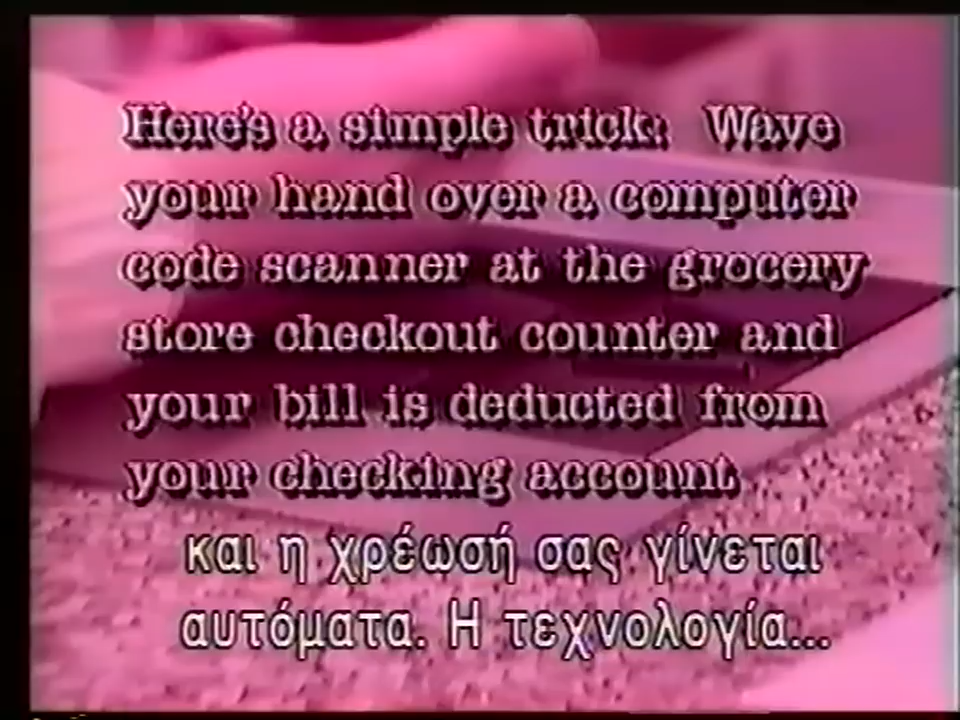 Here's a simple trick: Wave
your hand over a computer
code scanner at the grocery
store checkout counter and
your bill is deducted from
your checking account
και η χρέωσή σας γίνεται
αυτόματα. Η τεχνολογία...